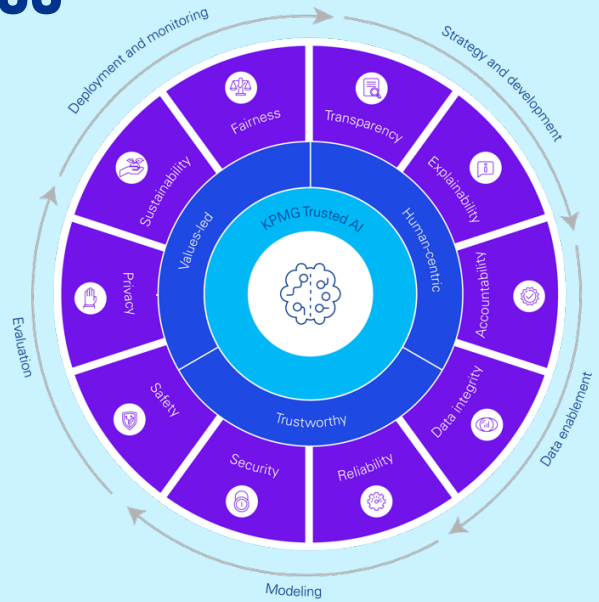 Deployment and monitoring
Strategy and development
Data enablement
Modeling
Evaluation
Fairness
Transparency
Explainability
Accountability
Data integrity
Reliability
Security
Safety
Privacy
Sustainability
Values-led
Human-centric
Trustworthy
KPMG Trusted AI